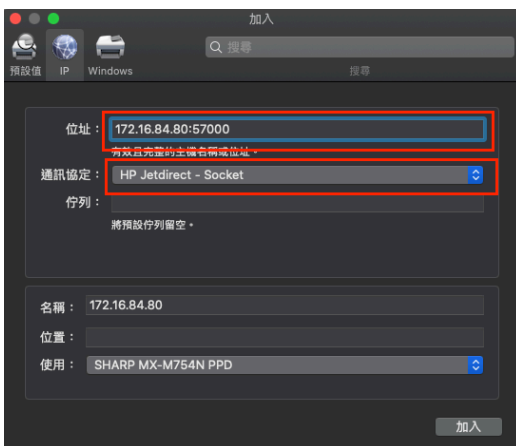 加入
搜尋
預設值 IP Windows 搜尋
位址： 172.16.84.80:57000
有效且完整的主機名稱或位址。
通訊協定： HP Jetdirect - Socket
佇列：
將預設佇列留空。
名稱： 172.16.84.80
位置：
使用： SHARP MX-M754N PPD
加入